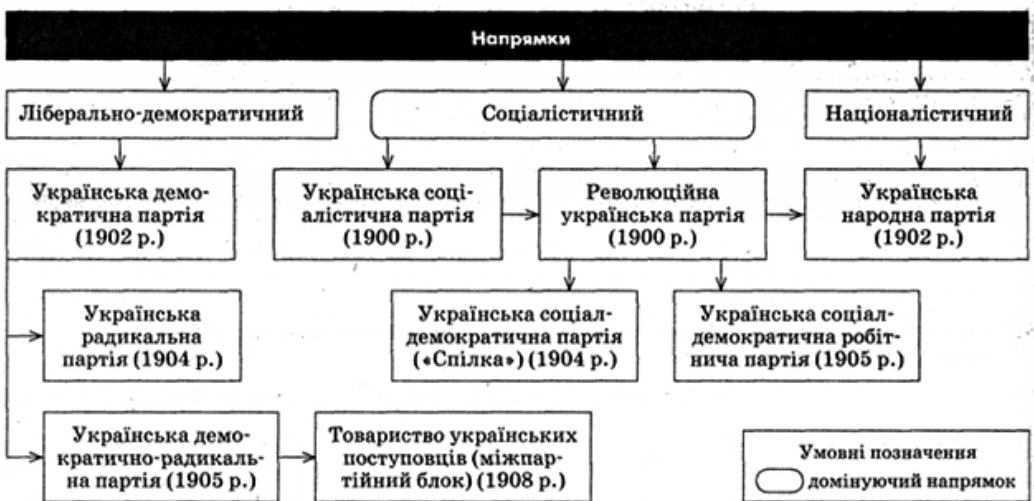 Напрямки
Ліберально-демократичний
Соціалістичний
Націоналістичний
Українська демо-
кратична партія
(1902 р.)
Українська соці-
алістична партія
(1900 р.)
Революційна
українська партія
(1900 р.)
Українська
народна партія
(1902 р.)
Українська
радикальна
партія (1904 р.)
Українська соціал-
демократична партія
(«Спілка») (1904 р.)
Українська соціал-
демократична робіт-
нича партія (1905 р.)
Українська демо-
кратично-радикаль-
на партія (1905 р.)
Товариство українських
поступовців (міжпар-
тійний блок) (1908 р.)
Умовні позначення
домінуючий напрямок